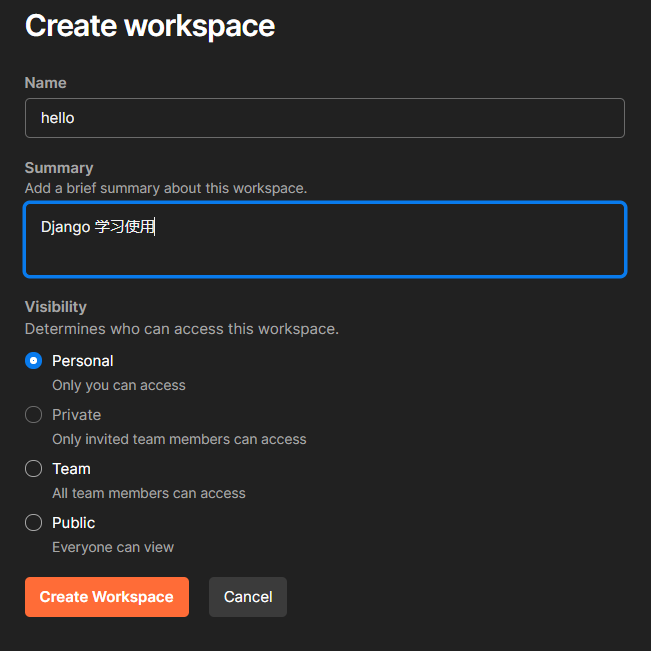 Create workspace
Name
hello
Summary
Add a brief summary about this workspace.
Django 学习使用
Visibility
Determines who can access this workspace.
Personal
Only you can access
Private
Only invited team members can access
Team
All team members can access
Public
Everyone can view
Create Workspace Cancel